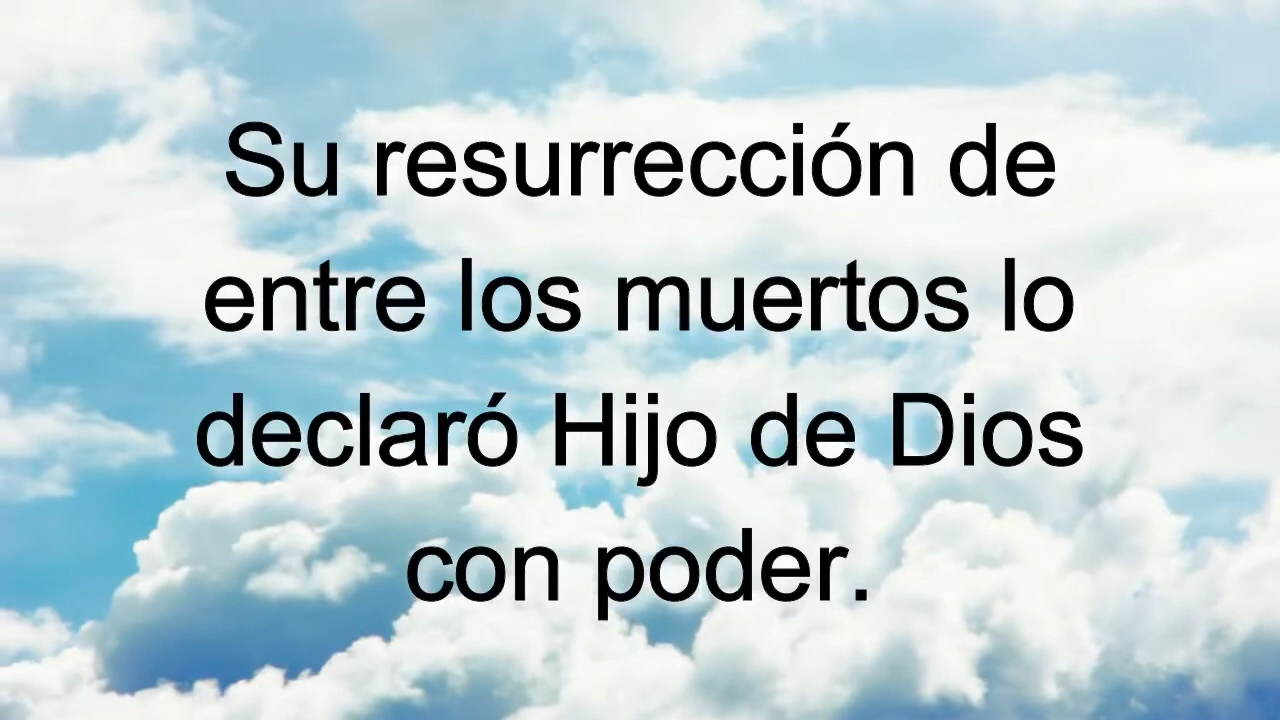 Su resurrección de
entre los muertos lo
declaró Hijo de Dios
con poder.